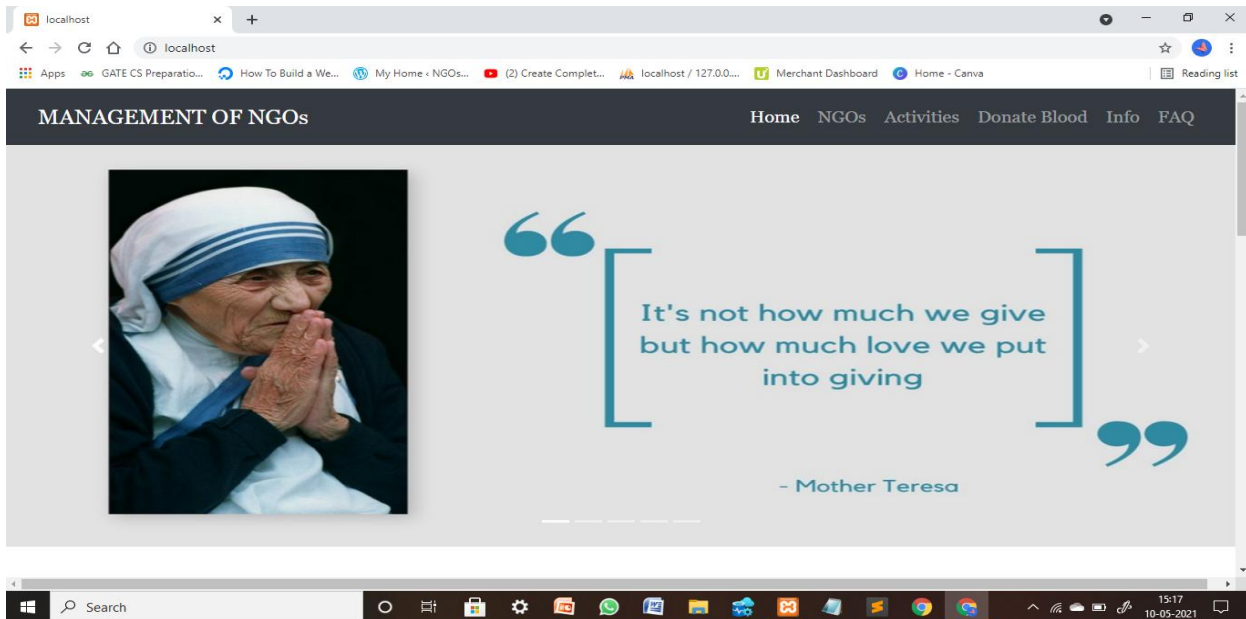 localhost
localhost
Apps GATE CS Preparatio... How To Build a We... My Home < NGOs... (2) Create Complet... localhost / 127.0.0.... Merchant Dashboard Home - Canva Reading list
MANAGEMENT OF NGOs Home NGOs Activities Donate Blood Info FAQ
It's not how much we give
but how much love we put
into giving
- Mother Teresa
Search
15:17
10-05-2021